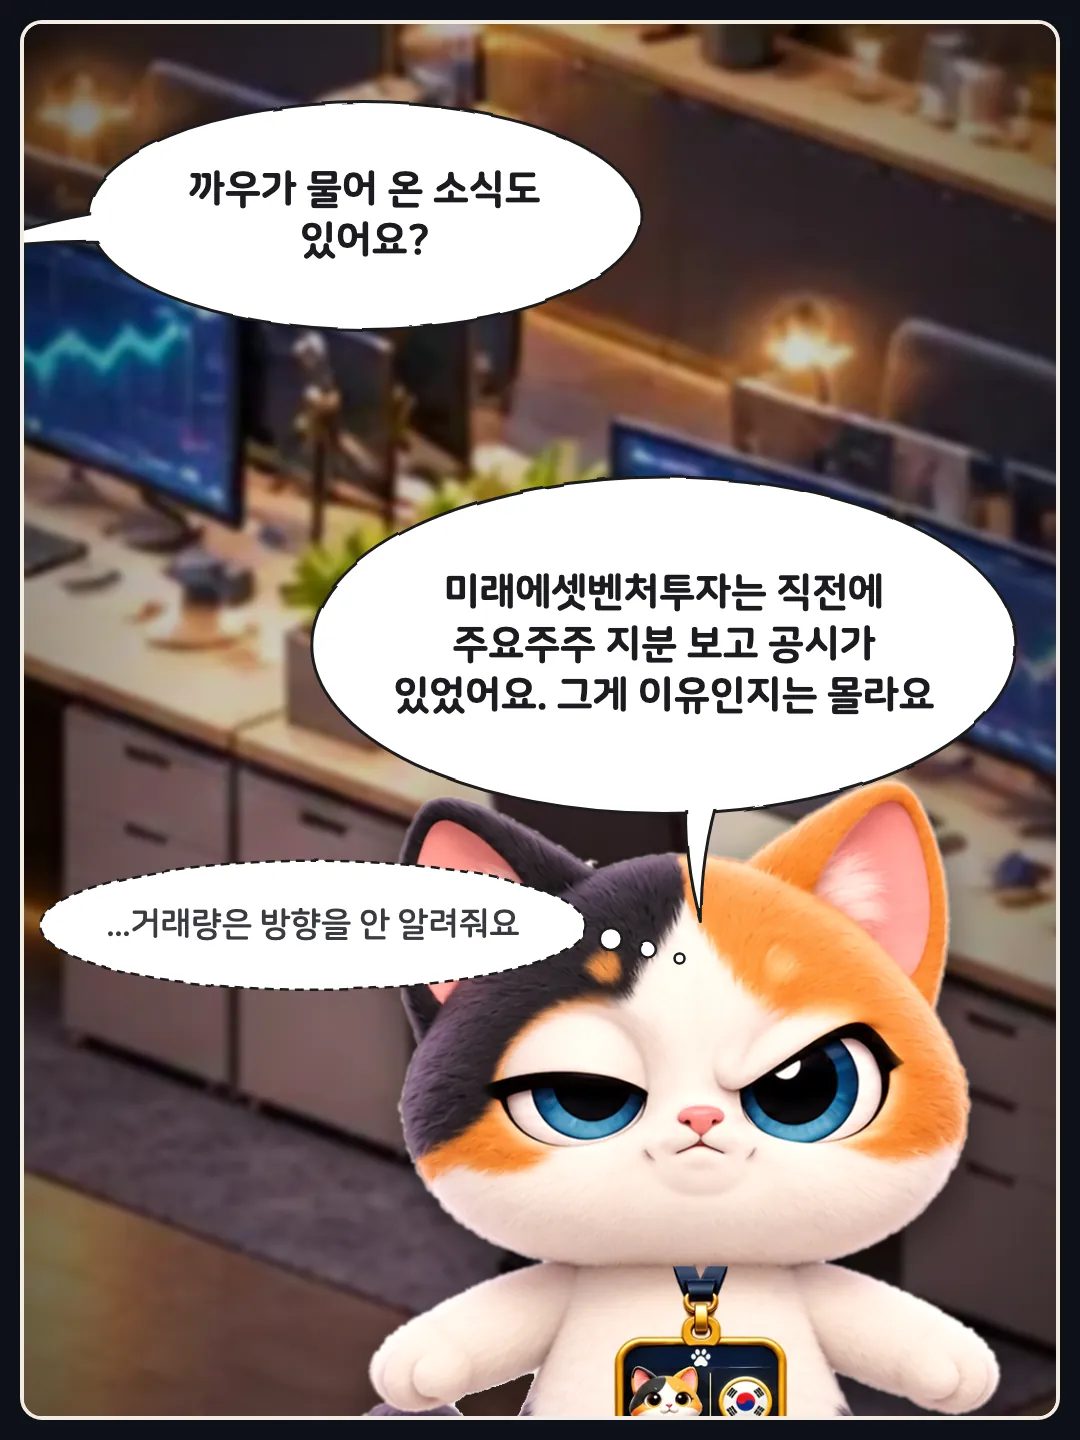 까우가 물어 온 소식도
있어요?
미래에셋벤처투자는 직전에
주요주주 지분 보고 공시가
있었어요. 그게 이유인지는 몰라요
...거래량은 방향을 안 알려줘요